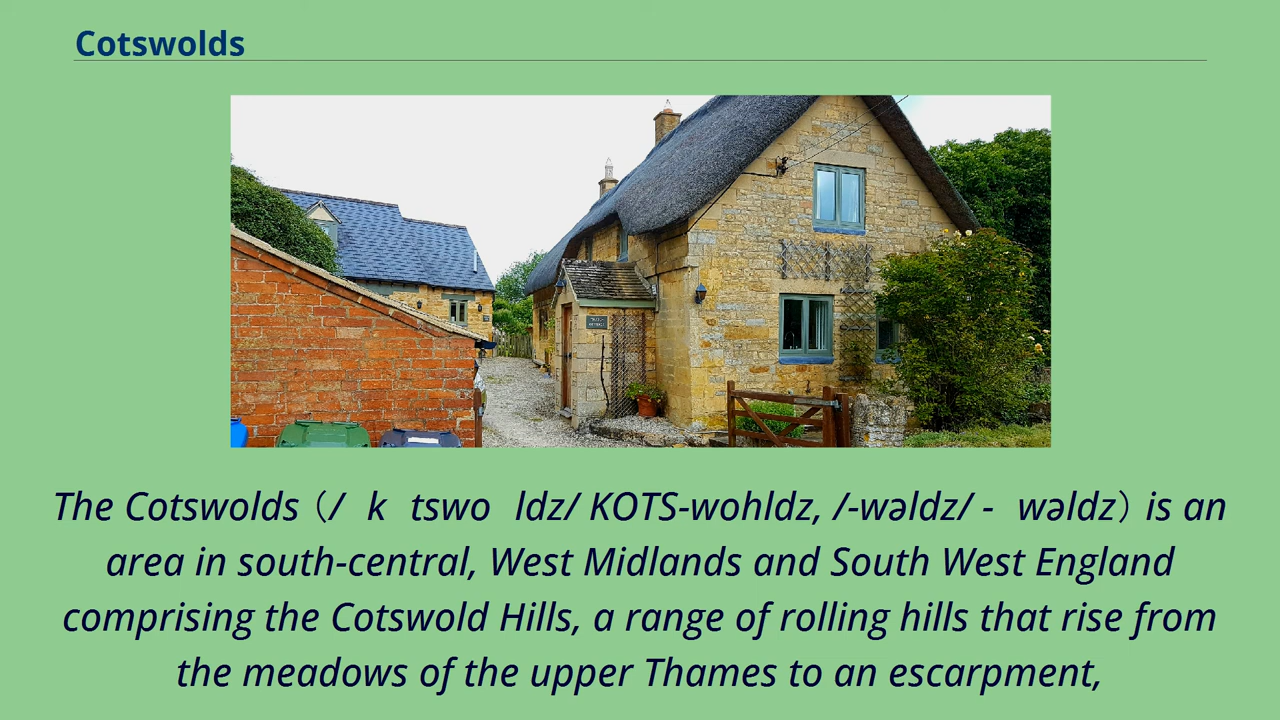 Cotswolds
The Cotswolds (/ k tswo ldz/ KOTS-wohldz, /-wəldz/ - wəldz) is an
area in south-central, West Midlands and South West England
comprising the Cotswold Hills, a range of rolling hills that rise from
the meadows of the upper Thames to an escarpment,